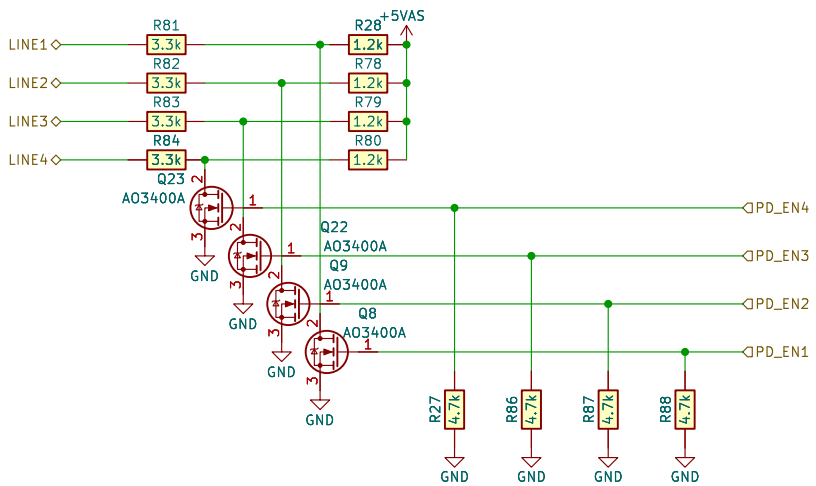 R81
R28
+5VAS
LINE1
3.3k
1.2k
R82
R78
LINE2
3.3k
1.2k
R83
R79
LINE3
3.3k
1.2k
R84
R80
LINE4
3.3k
1.2k
Q23
AO3400A
2
1
3
GND
PD_EN4
Q22
AO3400A
2
1
3
GND
PD_EN3
Q9
AO3400A
2
1
3
GND
PD_EN2
Q8
AO3400A
2
1
3
GND
PD_EN1
R27
4.7k
GND
R86
4.7k
GND
R87
4.7k
GND
R88
4.7k
GND